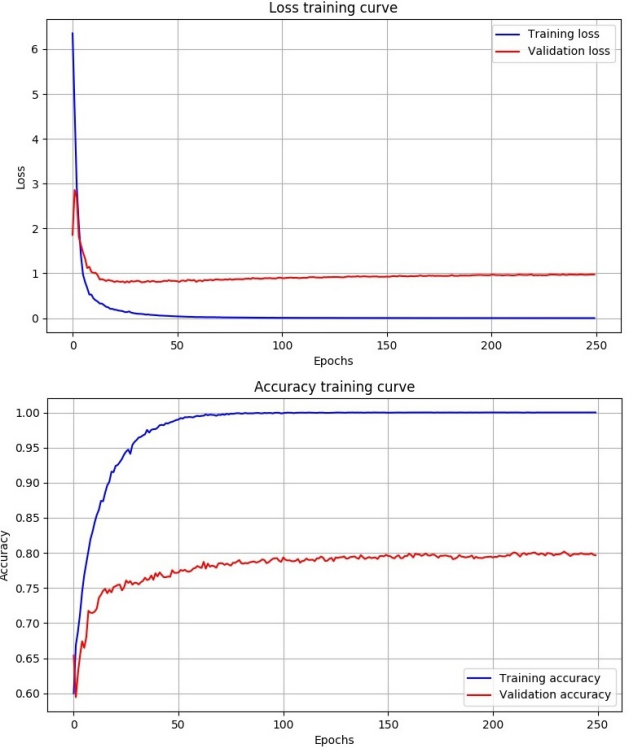 Loss training curve
Training loss
Validation loss
6
5
4
3
2
1
0
Loss
0 50 100 150 200 250
Epochs
Accuracy training curve
1.00
0.95
0.90
0.85
0.80
0.75
0.70
0.65
0.60
Accuracy
Training accuracy
Validation accuracy
0 50 100 150 200 250
Epochs